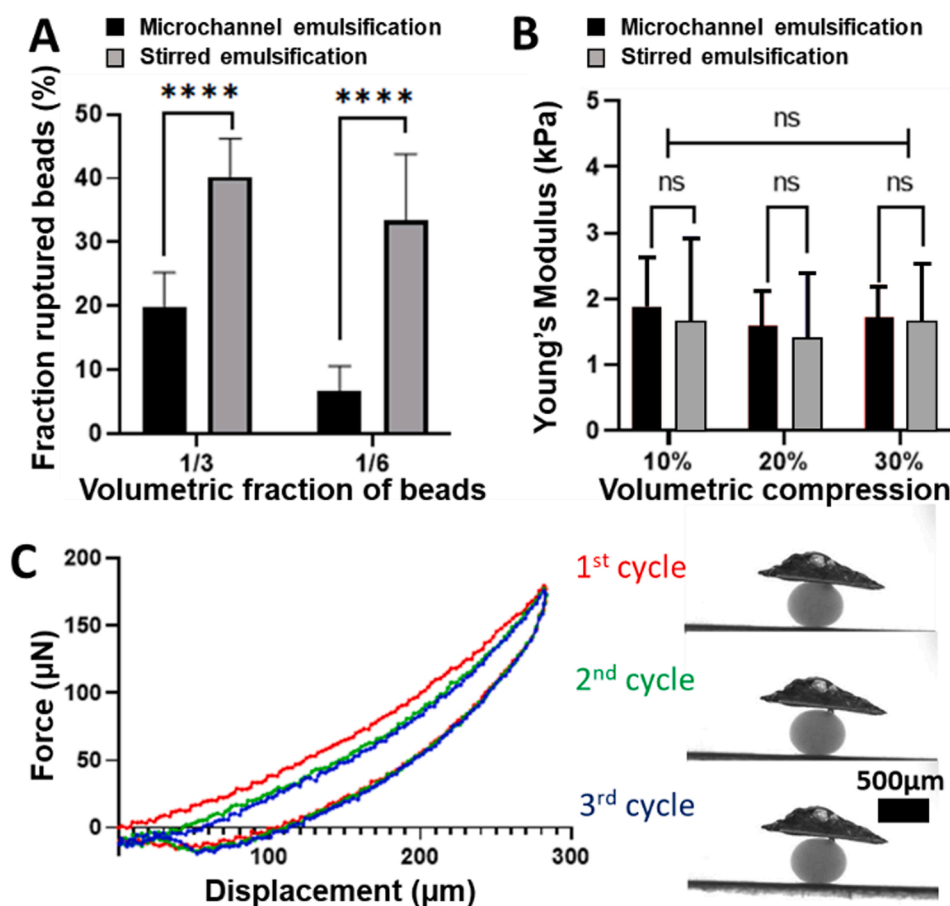 A
Microchannel emulsification
Stirred emulsification
Fraction ruptured beads (%)
50
40
30
20
10
0
****
****
1/3
1/6
Volumetric fraction of beads
B
Microchannel emulsification
Stirred emulsification
Young's Modulus (kPa)
5
4
3
2
1
0
ns
ns
ns
ns
10%
20%
30%
Volumetric compression
C
Force (µN)
200
150
100
50
0
100
200
300
Displacement (µm)
1st cycle
2nd cycle
3rd cycle
500µm